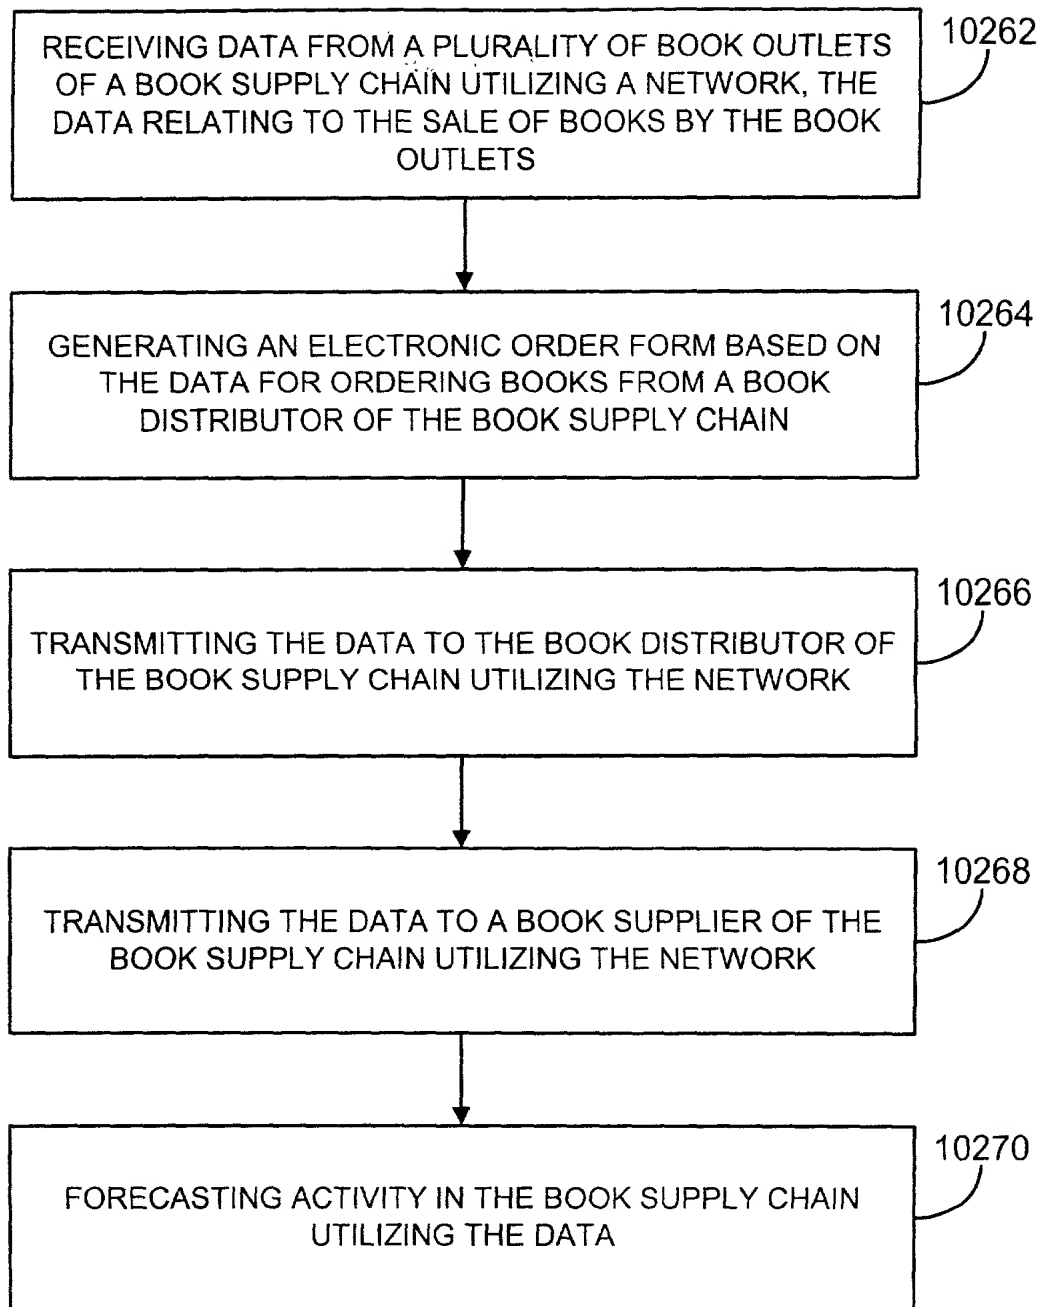 RECEIVING DATA FROM A PLURALITY OF BOOK OUTLETS
OF A BOOK SUPPLY CHAIN UTILIZING A NETWORK, THE
DATA RELATING TO THE SALE OF BOOKS BY THE BOOK
OUTLETS
10262
GENERATING AN ELECTRONIC ORDER FORM BASED ON
THE DATA FOR ORDERING BOOKS FROM A BOOK
DISTRIBUTOR OF THE BOOK SUPPLY CHAIN
10264
TRANSMITTING THE DATA TO THE BOOK DISTRIBUTOR OF
THE BOOK SUPPLY CHAIN UTILIZING THE NETWORK
10266
TRANSMITTING THE DATA TO A BOOK SUPPLIER OF THE
BOOK SUPPLY CHAIN UTILIZING THE NETWORK
10268
FORECASTING ACTIVITY IN THE BOOK SUPPLY CHAIN
UTILIZING THE DATA
10270